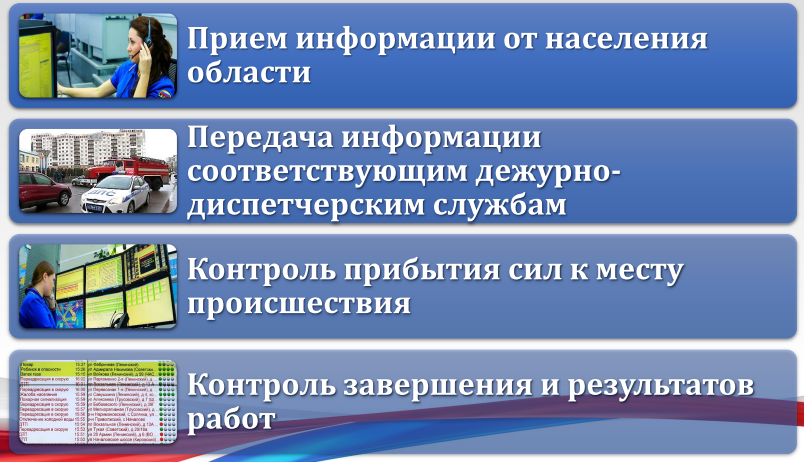 Прием информации от населения
области
Передача информации
соответствующим дежурно-
диспетчерским службам
ДПС
Контроль прибытия сил к месту
происшествия
Контроль завершения и результатов
работ